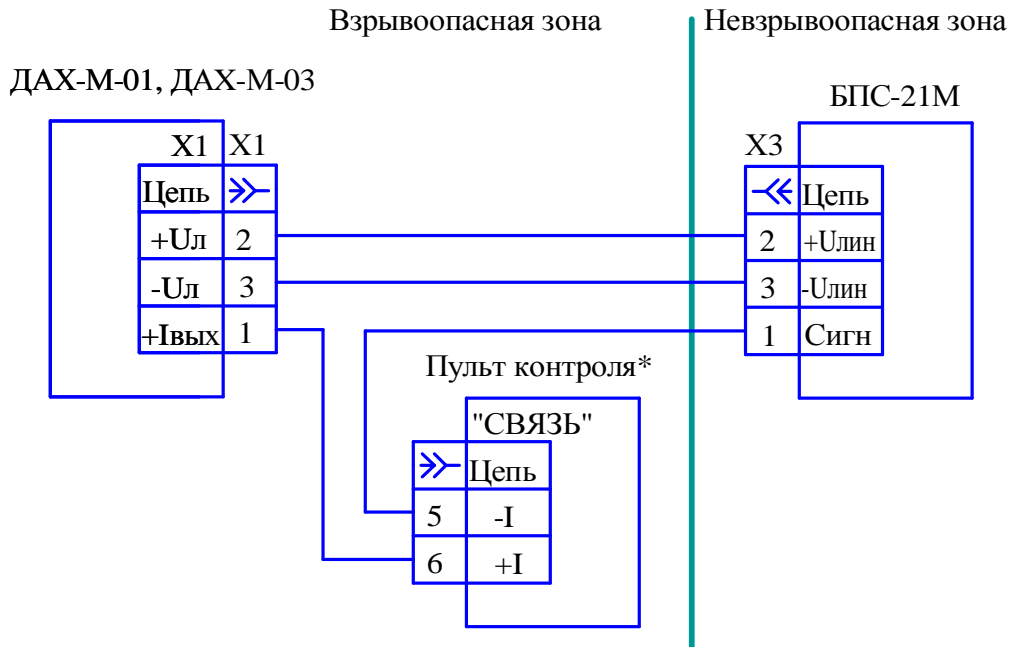 Взрывоопасная зона
Невзрывоопасная зона
ДАХ-М-01, ДАХ-М-03
БПС-21М
X1 X1
X3
Цепь
Цепь
+Uл 2
2 +Uлин
-Uл 3
3 -Uлин
+Iвых 1
1 Сигн
Пульт контроля*
"СВЯЗЬ"
Цепь
5 -I
6 +I